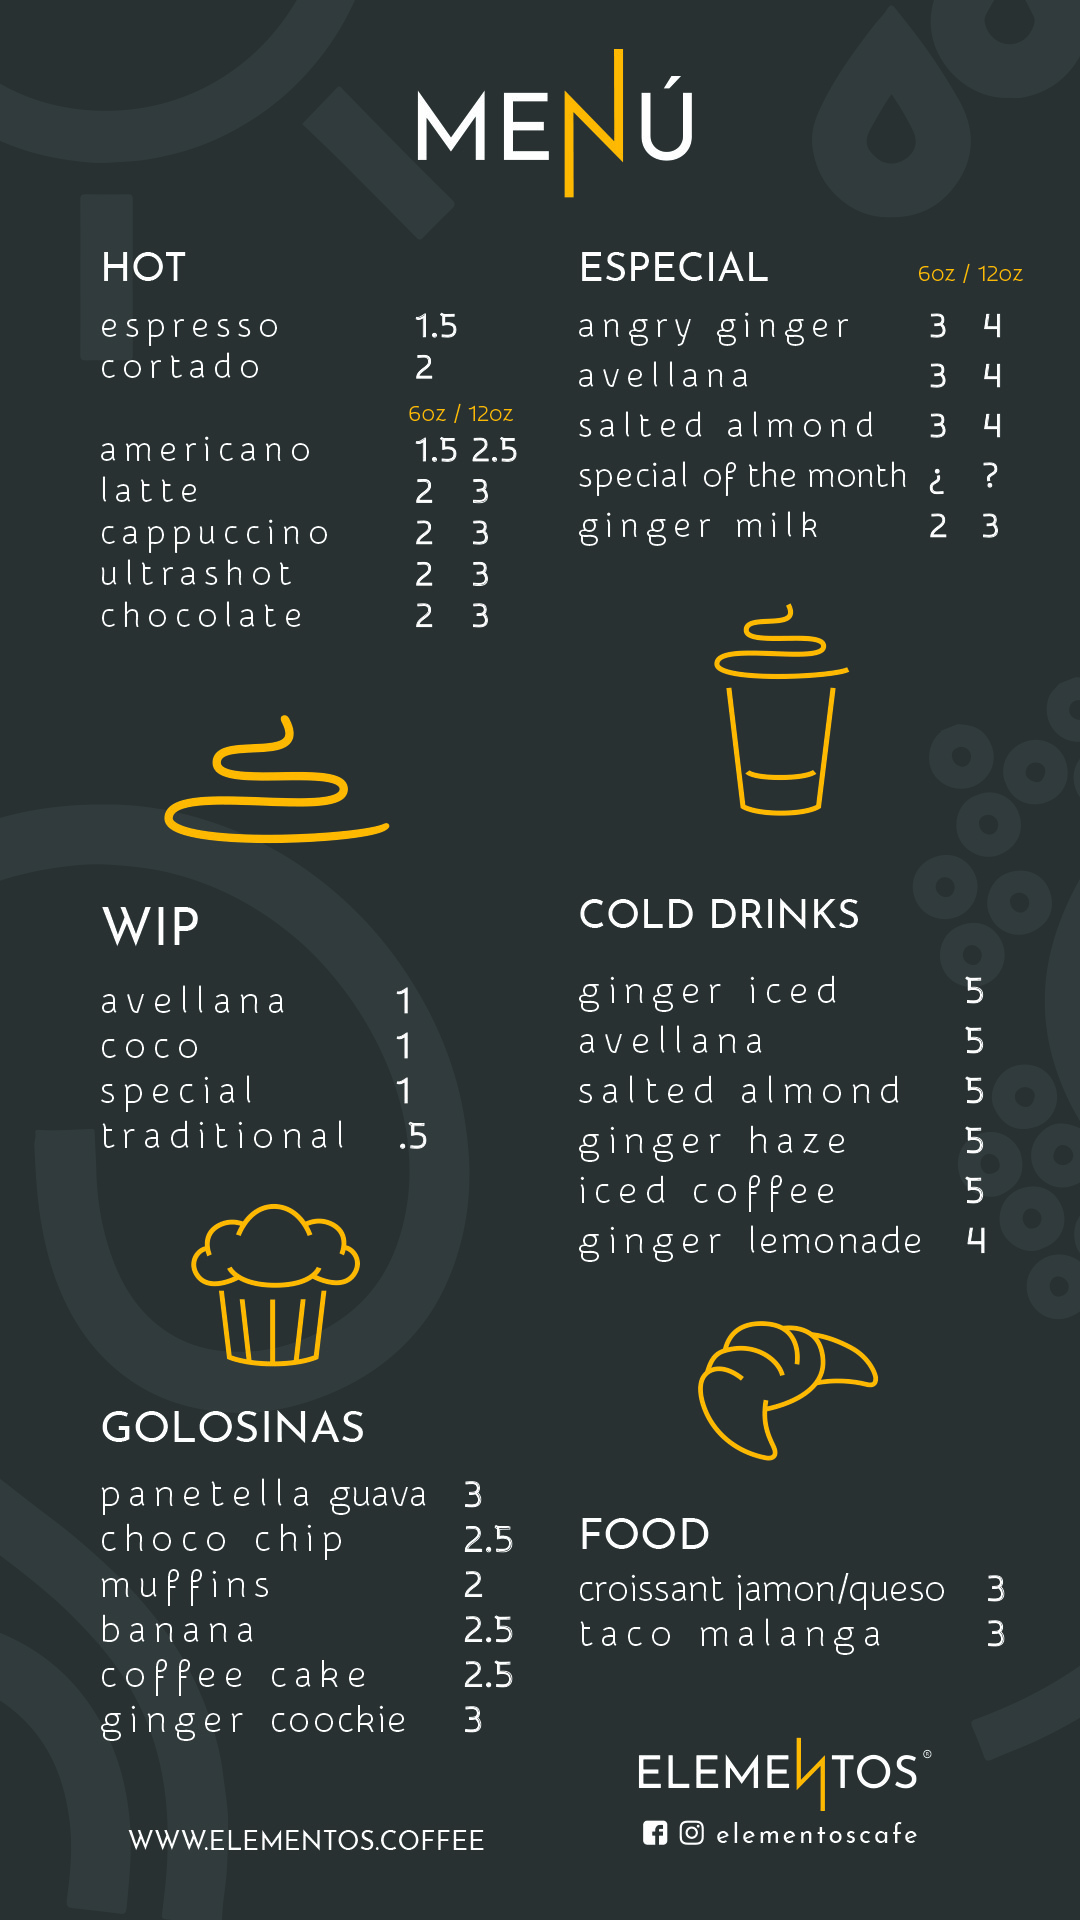 MENÚ
HOT
espresso 1.5
cortado 2
6oz / 12oz
americano 1.5 2.5
latte 2 3
cappuccino 2 3
ultrashot 2 3
chocolate 2 3
ESPECIAL 6oz / 12oz
angry ginger 3 4
avellana 3 4
salted almond 3 4
special of the month ¿ ?
ginger milk 2 3
WIP
avellana 1
coco 1
special 1
traditional .5
COLD DRINKS
ginger iced 5
avellana 5
salted almond 5
ginger haze 5
iced coffee 5
ginger lemonade 4
GOLOSINAS
panetella guava 3
choco chip 2.5
muffins 2
banana 2.5
coffee cake 2.5
ginger coockie 3
FOOD
croissant jamon/queso 3
taco malanga 3
ELEMENTOS®
elementoscafe
WWW.ELEMENTOS.COFFEE